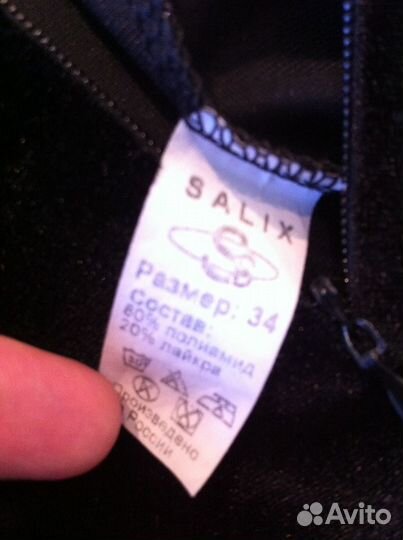 SALIX
Размер: 34
Состав:
80% полиамид
20% лайкра
Произведено
в России
Avito